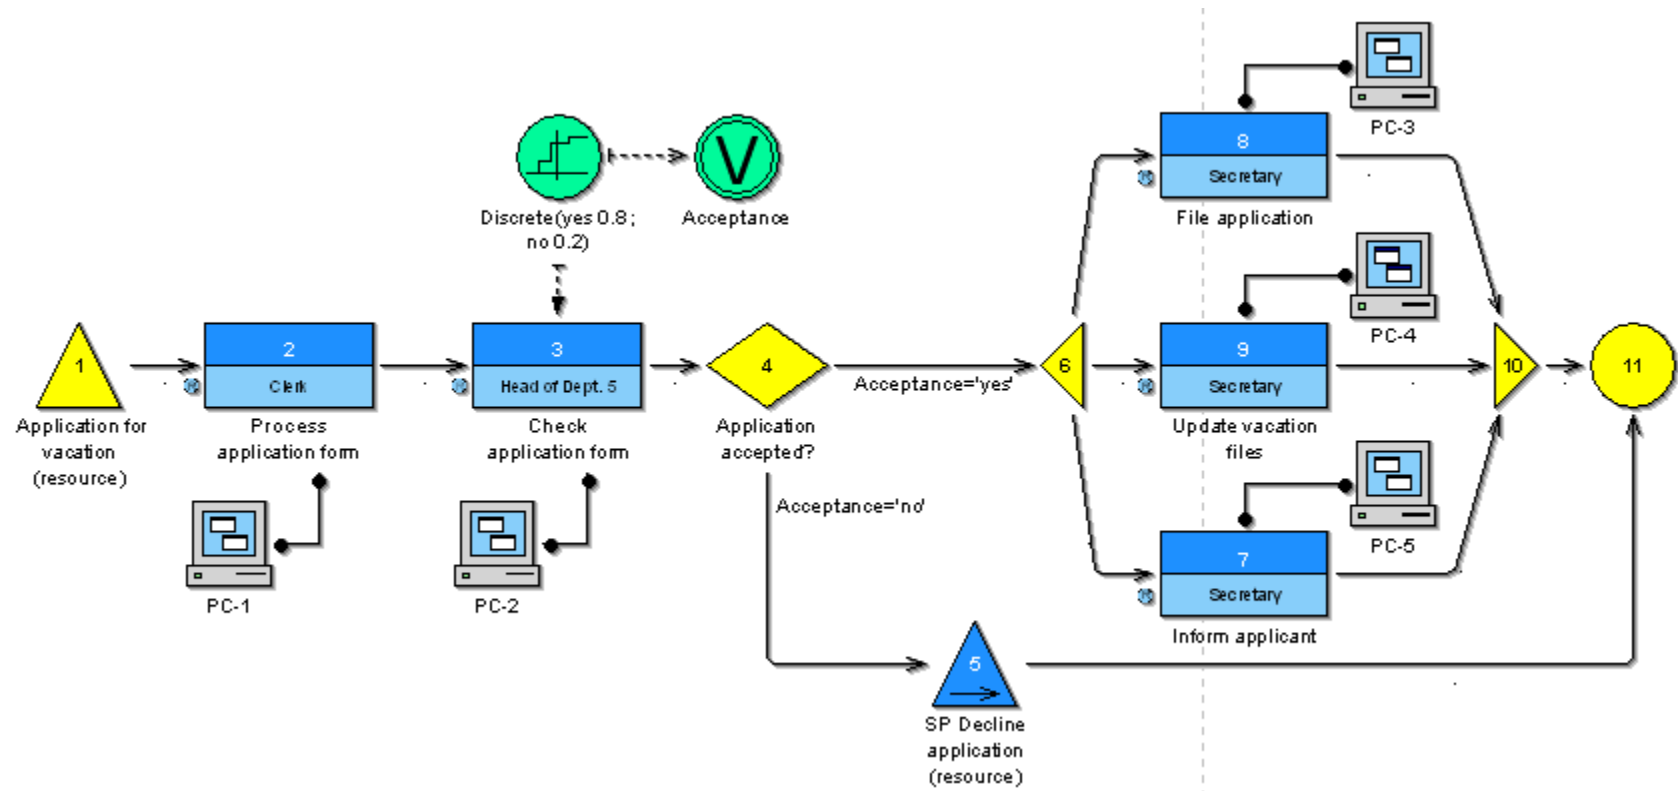 PC-3
8
Secretary
File application
Discrete(yes 0.8 ;
no 0.2)
Acceptance
PC-4
1
Application for
vacation
(resource)
2
Clerk
Process
application form
3
Head of Dept. 5
Check
application form
4
Application
accepted?
Acceptance='yes'
Acceptance='no'
6
9
Secretary
Update vacation
files
10
11
PC-1
PC-2
PC-5
7
Secretary
Inform applicant
5
SP Decline
application
(resource)